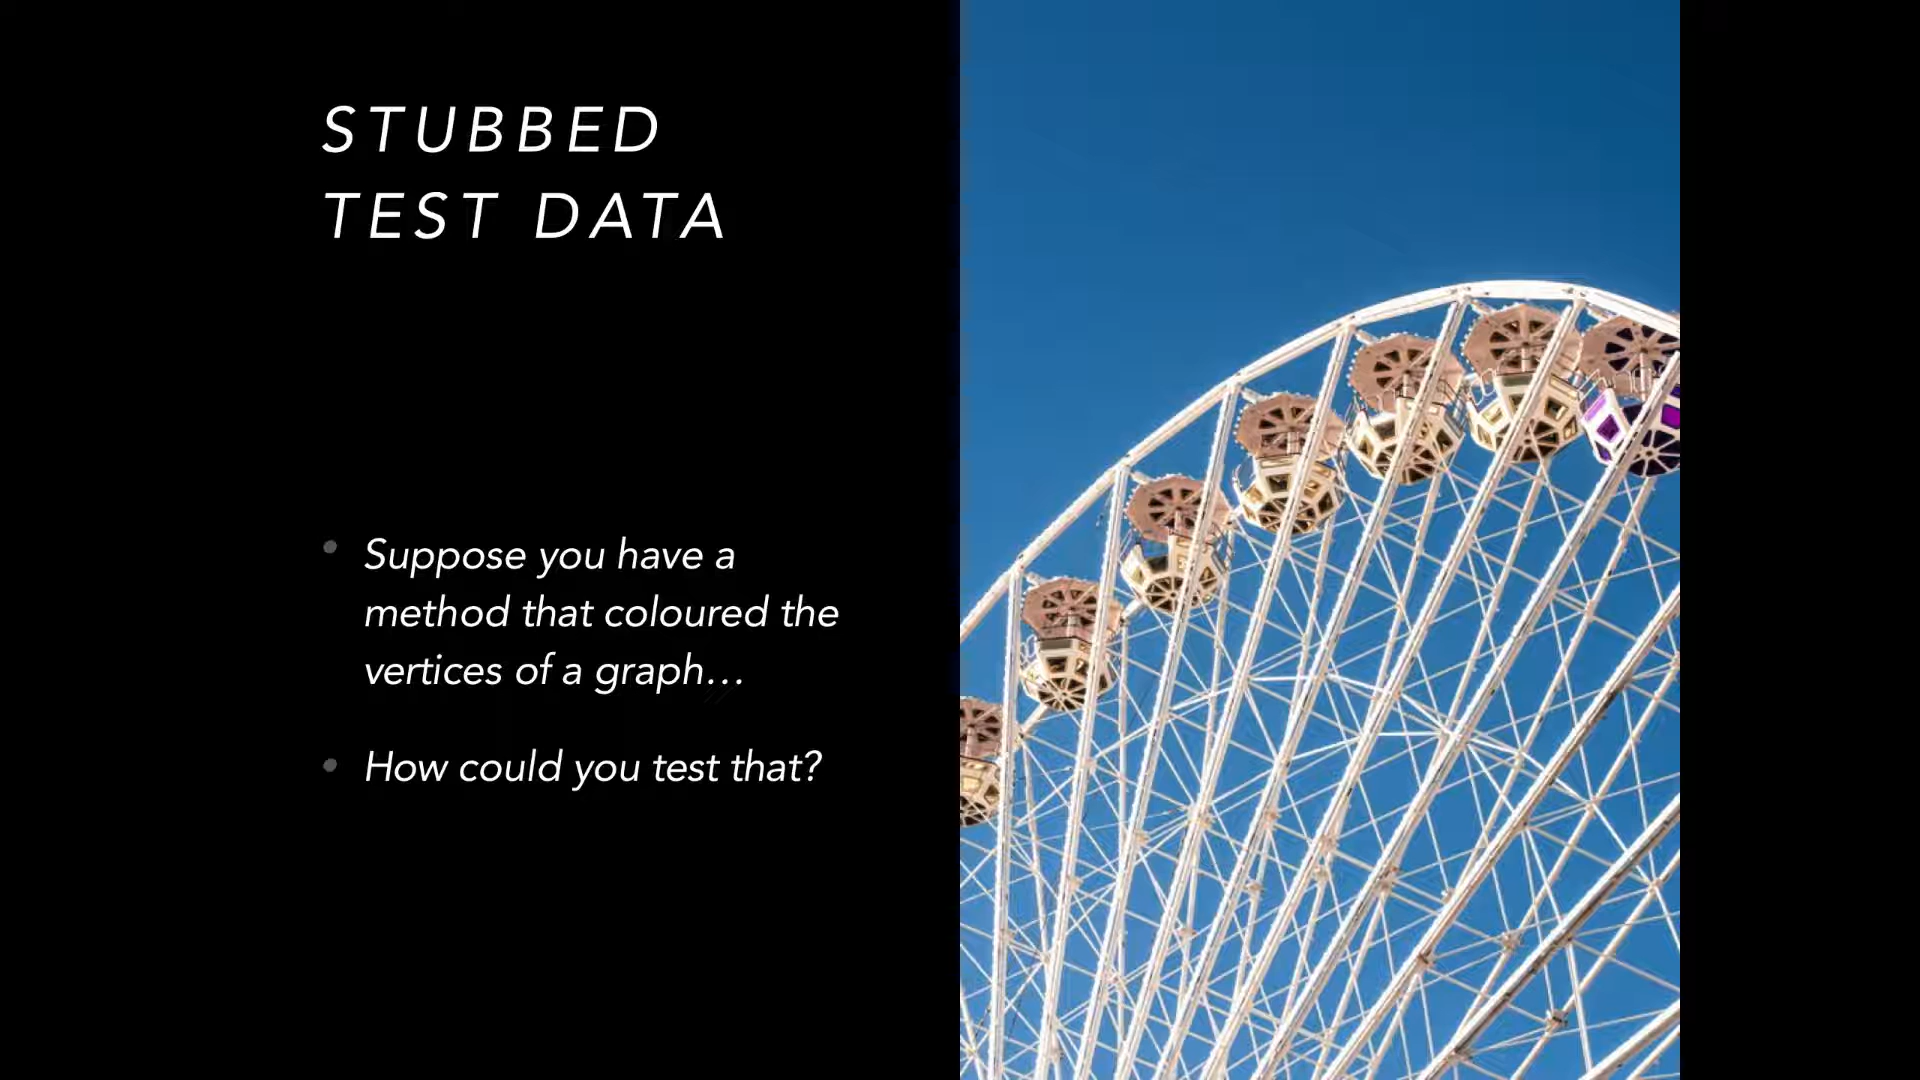 STUBBED
TEST DATA
• Suppose you have a
method that coloured the
vertices of a graph…
• How could you test that?